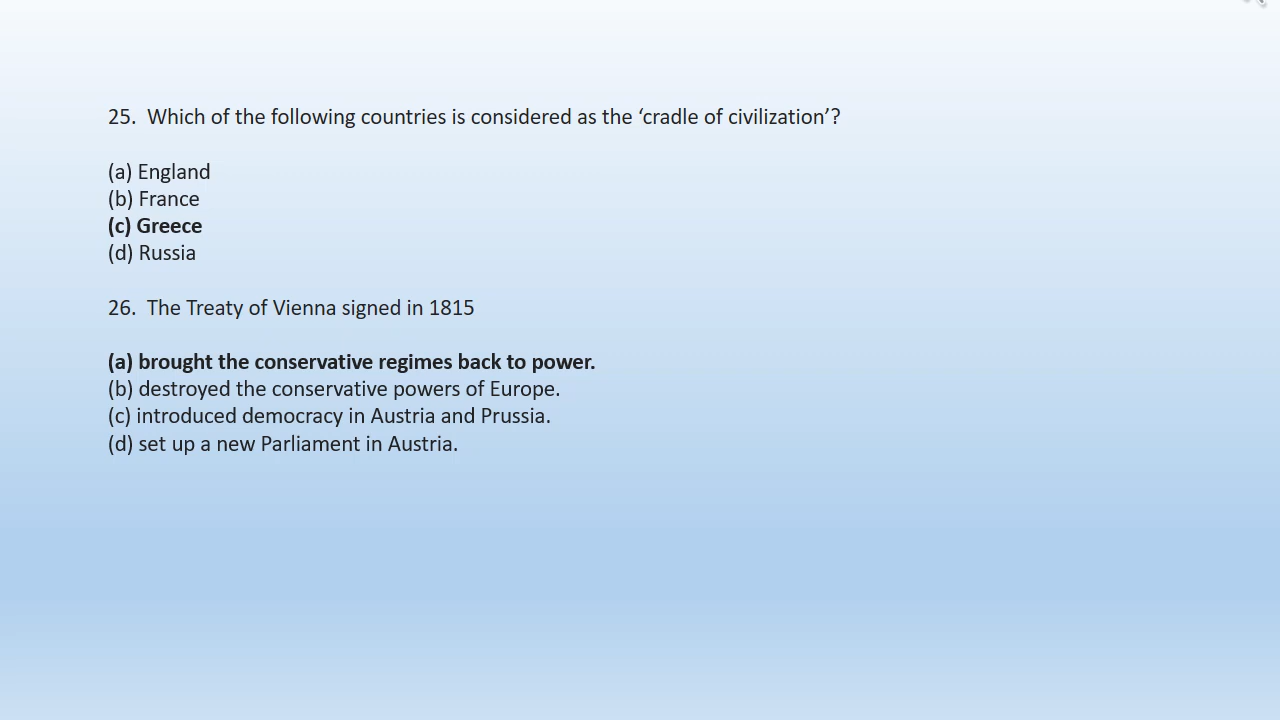 25. Which of the following countries is considered as the ‘cradle of civilization’?
(a) England
(b) France
(c) Greece
(d) Russia
26. The Treaty of Vienna signed in 1815
(a) brought the conservative regimes back to power.
(b) destroyed the conservative powers of Europe.
(c) introduced democracy in Austria and Prussia.
(d) set up a new Parliament in Austria.